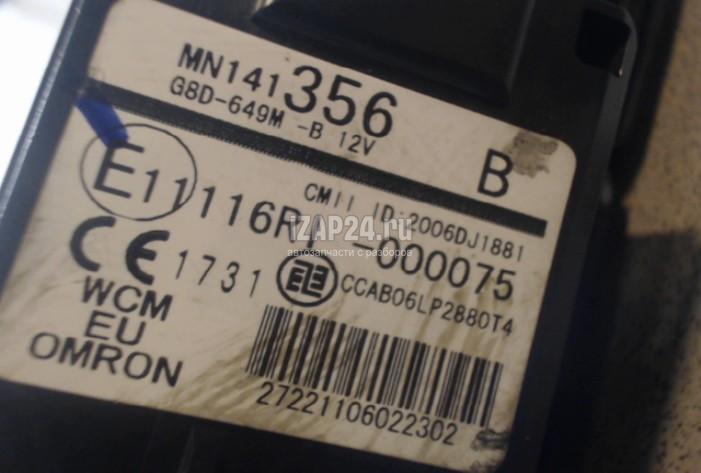 MN141356
G8D-649M -B 12V
B
CMII ID:2006DJ1881
E11 116R-000075
CE 1731
CCAB06LP2880T4
WCM
EU
OMRON
27221106022302
iZAP24.ru
автозапчасти с разборов